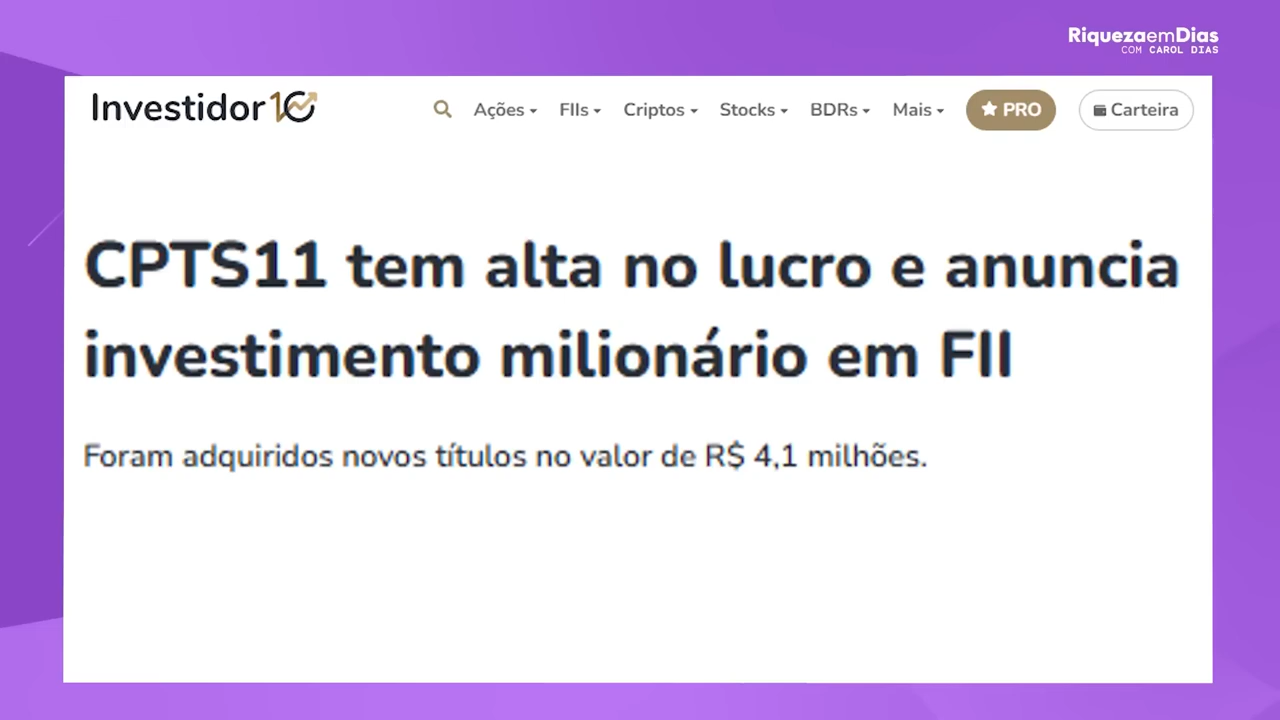 RiquezaemDias
COM CAROL DIAS
Investidor10
Ações
FIIs
Criptos
Stocks
BDRs
Mais
PRO
Carteira
CPTS11 tem alta no lucro e anuncia
investimento milionário em FII
Foram adquiridos novos títulos no valor de R$ 4,1 milhões.